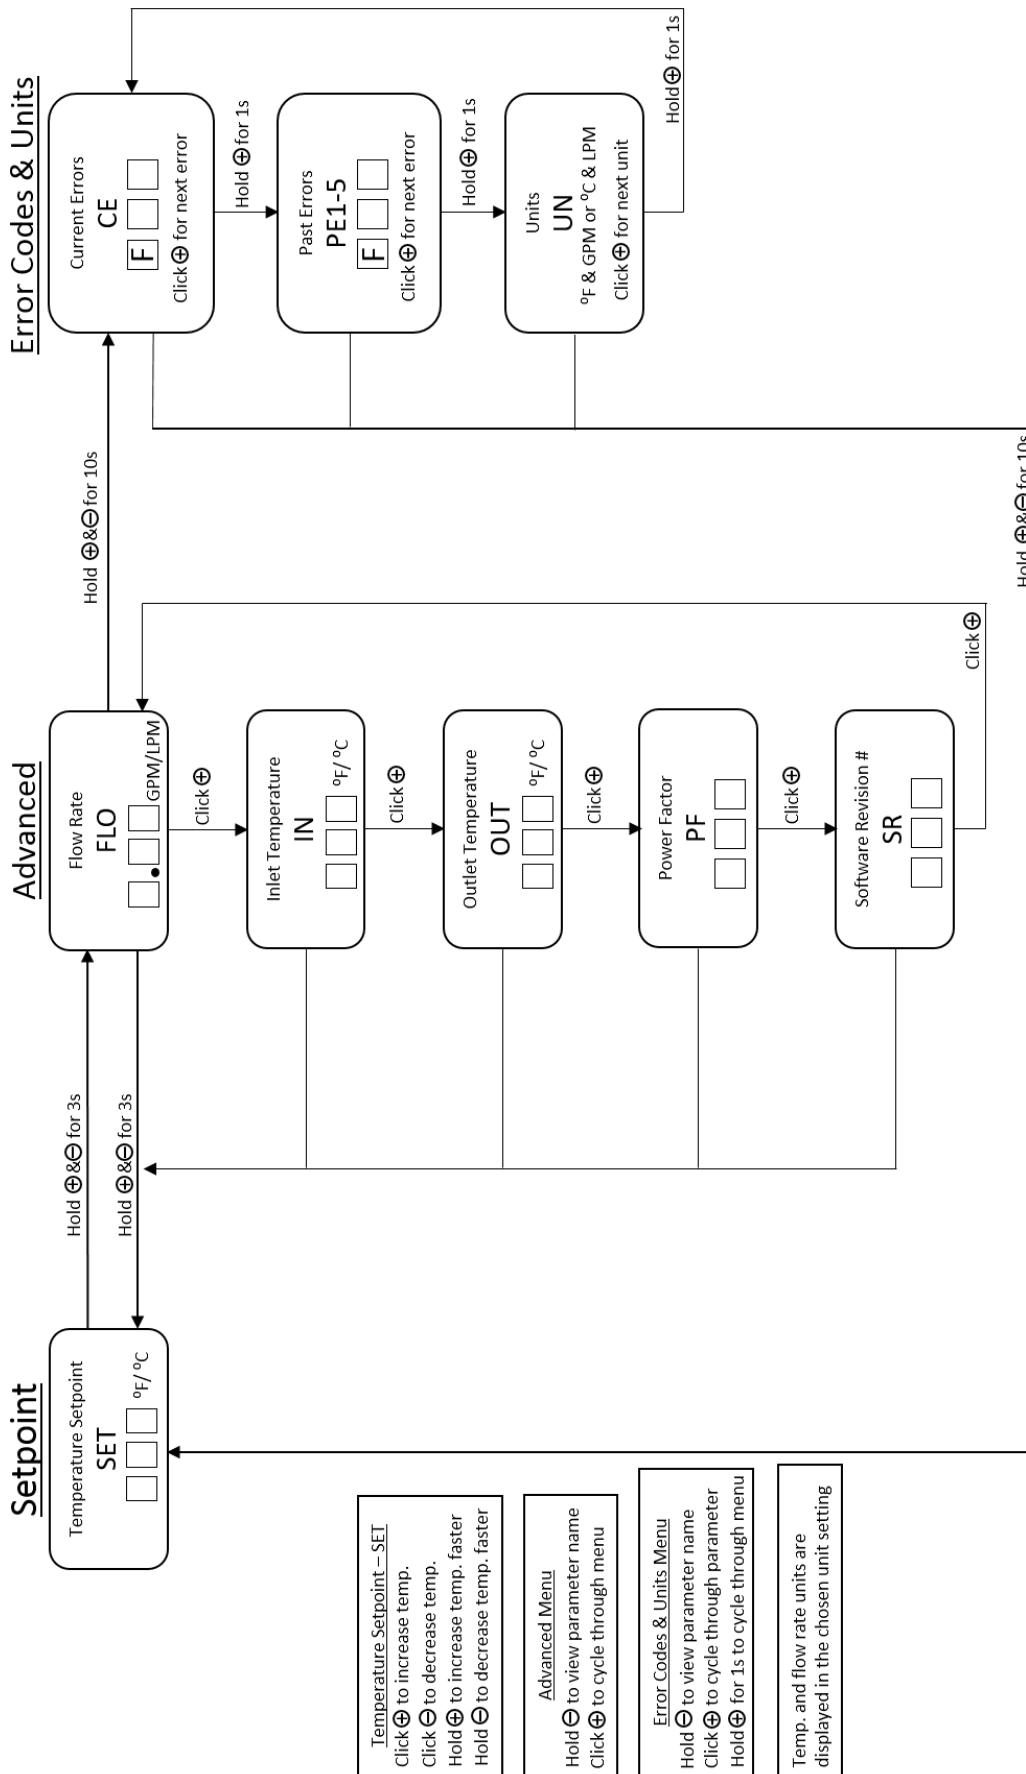 Setpoint
Temperature Setpoint
SET
ºF/ ºC
Hold ⊕&⊖ for 3s
Hold ⊕&⊖ for 3s
Advanced
Flow Rate
FLO
GPM/LPM
Click ⊕
Inlet Temperature
IN
ºF/ ºC
Click ⊕
Outlet Temperature
OUT
ºF/ ºC
Click ⊕
Power Factor
PF
Click ⊕
Software Revision #
SR
Click ⊕
Hold ⊕&⊖ for 10s
Error Codes & Units
Current Errors
CE
F
Click ⊕ for next error
Hold ⊕ for 1s
Past Errors
PE1-5
F
Click ⊕ for next error
Hold ⊕ for 1s
Units
UN
ºF & GPM or ºC & LPM
Click ⊕ for next unit
Hold ⊕ for 1s
Hold ⊕&⊖ for 10s
Temperature Setpoint – SET
Click ⊕ to increase temp.
Click ⊖ to decrease temp.
Hold ⊕ to increase temp. faster
Hold ⊖ to decrease temp. faster
Advanced Menu
Hold ⊖ to view parameter name
Click ⊕ to cycle through menu
Error Codes & Units Menu
Hold ⊖ to view parameter name
Click ⊕ to cycle through parameter
Hold ⊕ for 1s to cycle through menu
Temp. and flow rate units are
displayed in the chosen unit setting